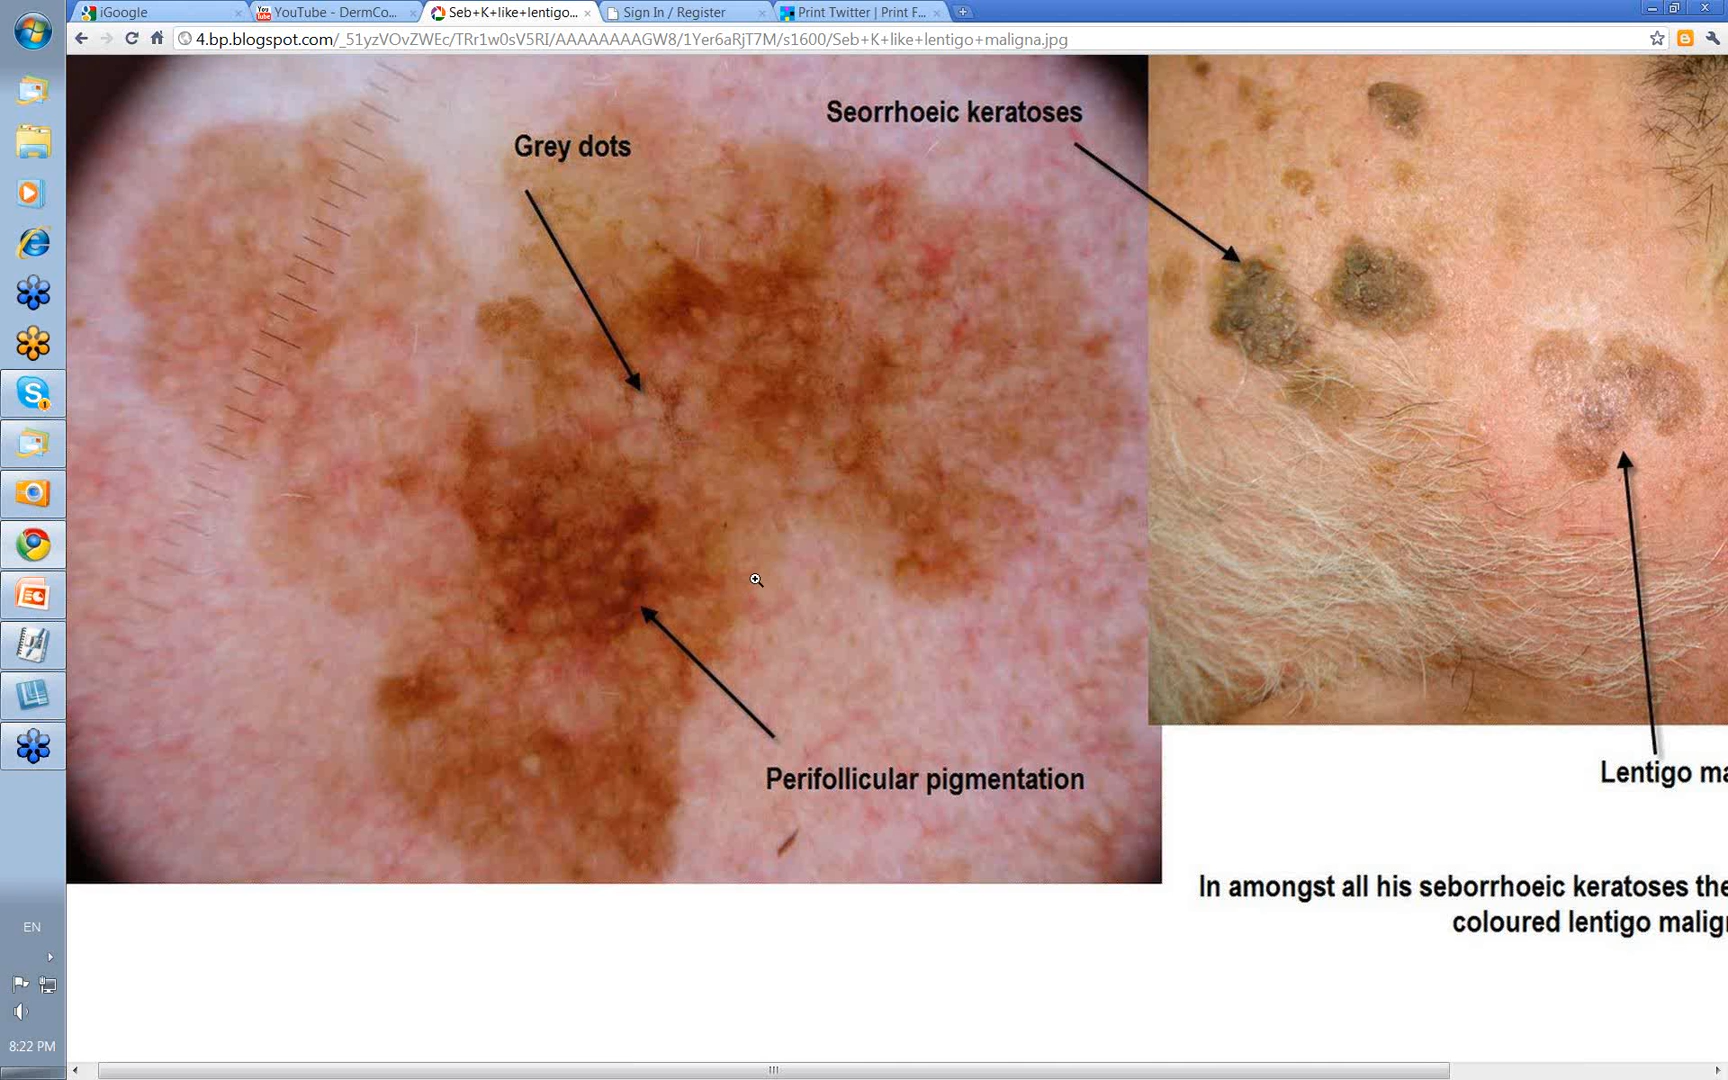 iGoogle
YouTube - DermCo...
Seb+K+like+lentigo...
Sign In / Register
Print Twitter | Print F...
4.bp.blogspot.com/_51yzVOvZWEc/TRr1w0sV5RI/AAAAAAAAGW8/1Yer6aRjT7M/s1600/Seb+K+like+lentigo+maligna.jpg
Seorrhoeic keratoses
Grey dots
Perifollicular pigmentation
Lentigo ma
In amongst all his seborrhoeic keratoses the
coloured lentigo malig
EN
8:22 PM